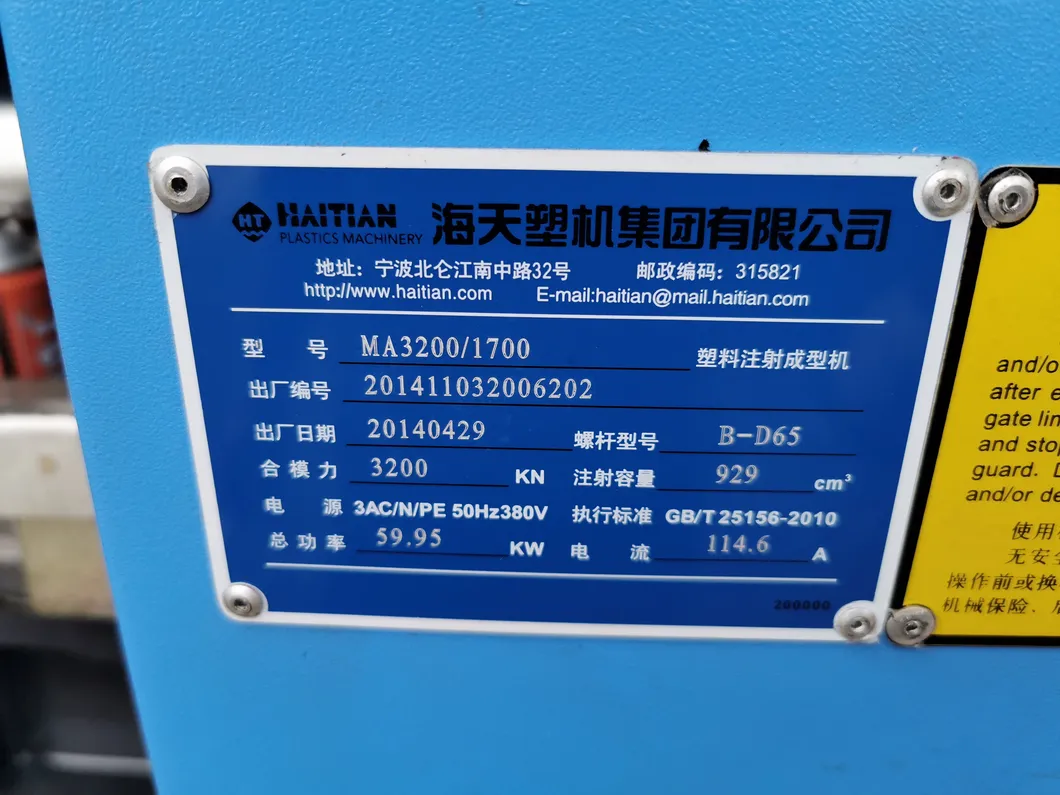 HT HAITIAN PLASTICS MACHINERY 海天塑机集团有限公司
地址：宁波北仑江南中路32号 邮政编码：315821
http://www.haitian.com E-mail:haitian@mail.haitian.com
型 号 MA3200/1700 塑料注射成型机
出厂编号 201411032006202
出厂日期 20140429 螺杆型号 B-D65
合模力 3200 KN 注射容量 929 cm³
电 源 3AC/N/PE 50Hz380V 执行标准 GB/T 25156-2010
总功率 59.95 KW 电 流 114.6 A
200000
and/o
after e
gate lim
and stop
guard. D
and/or de
使用
无安全
操作前或换
机械保险．